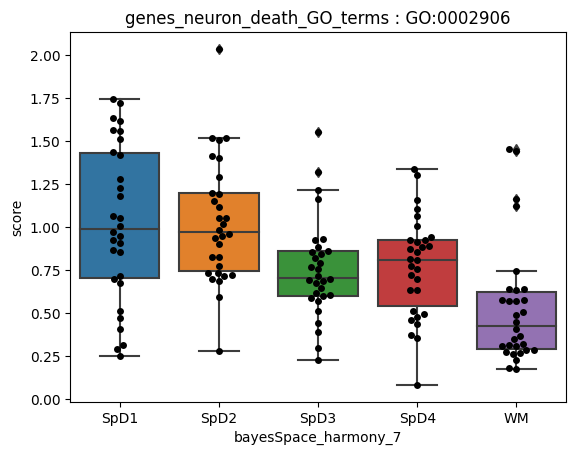 genes_neuron_death_GO_terms : GO:0002906
2.00
1.75
1.50
1.25
1.00
0.75
0.50
0.25
0.00
score
SpD1 SpD2 SpD3 SpD4 WM
bayesSpace_harmony_7